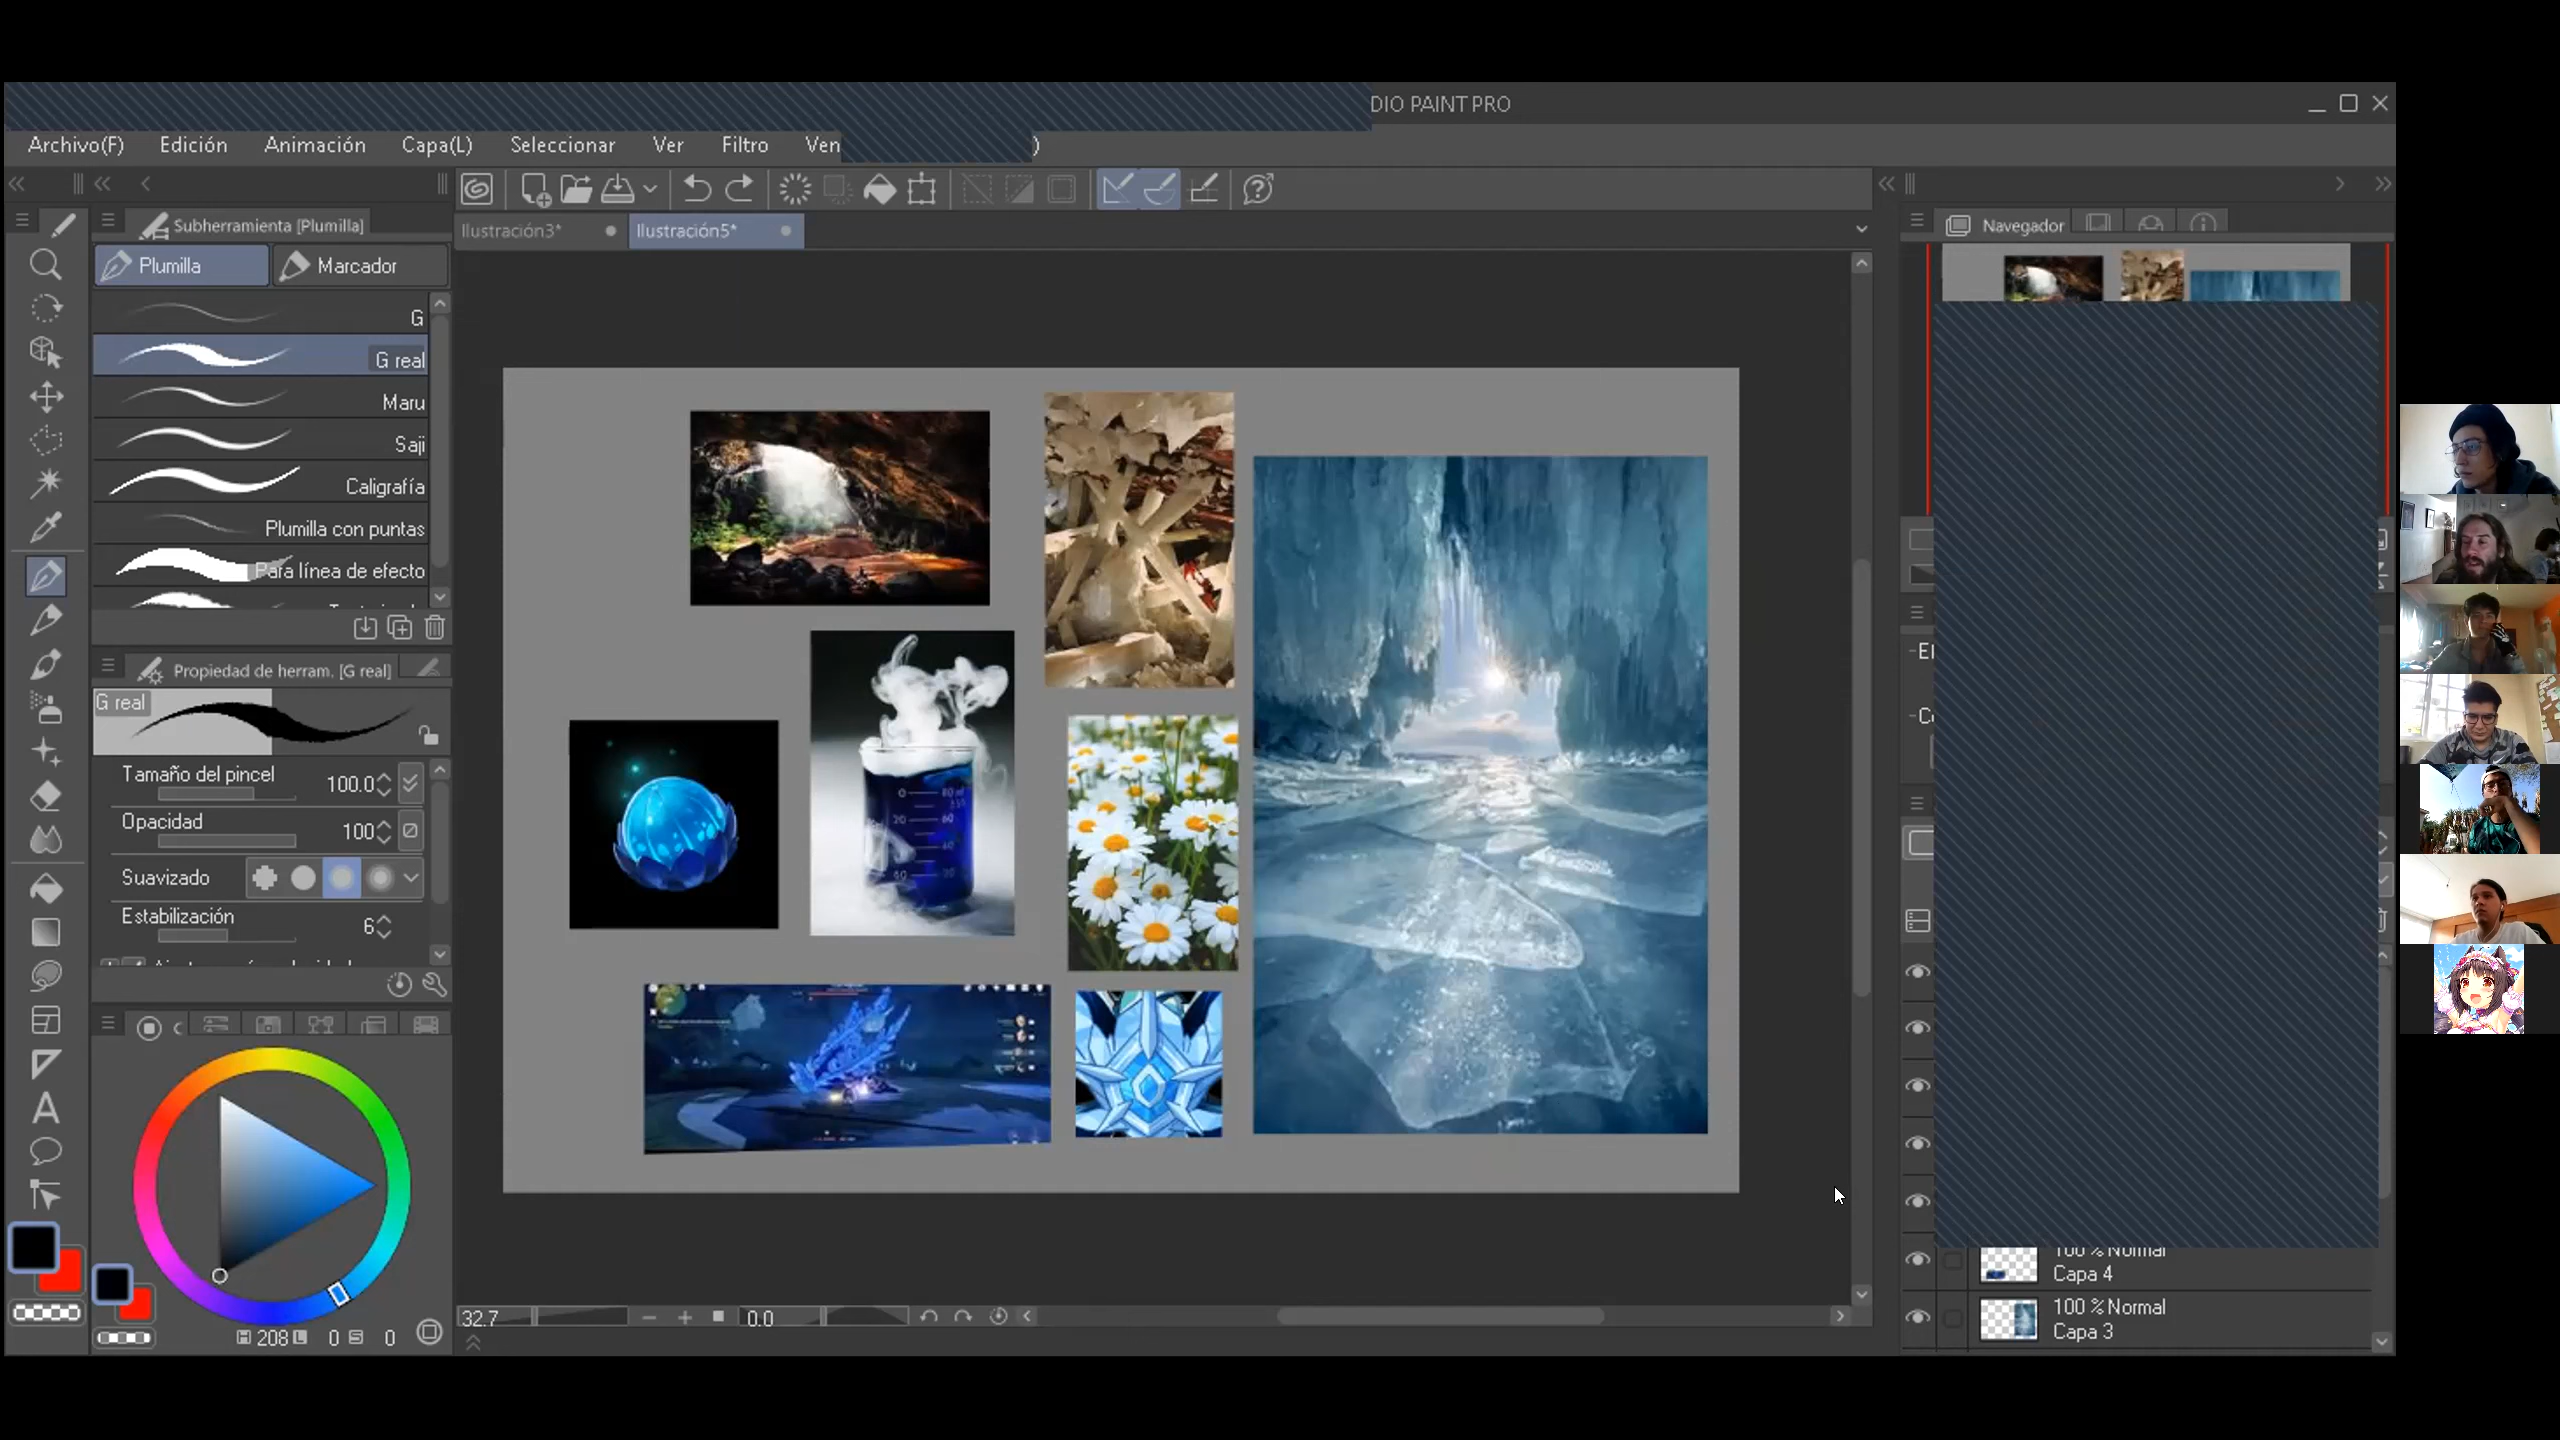 DIO PAINT PRO
Archivo(F) Edición Animación Capa(L) Seleccionar Ver Filtro Ven )
Subherramienta [Plumilla]
Plumilla Marcador
G
G real
Maru
Saji
Caligrafía
Plumilla con puntas
Para línea de efecto
Propiedad de herram. [G real]
G real
Tamaño del pincel 100.0
Opacidad 100
Suavizado
Estabilización 6
H 208 L 0 S 0
Ilustración3* Ilustración5*
32.7 0.0
Navegador
100 % Normal
Capa 4
100 % Normal
Capa 3